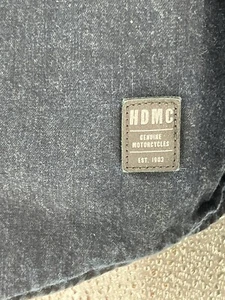 HDMC
GENUINE
MOTORCYCLES
EST. 1903